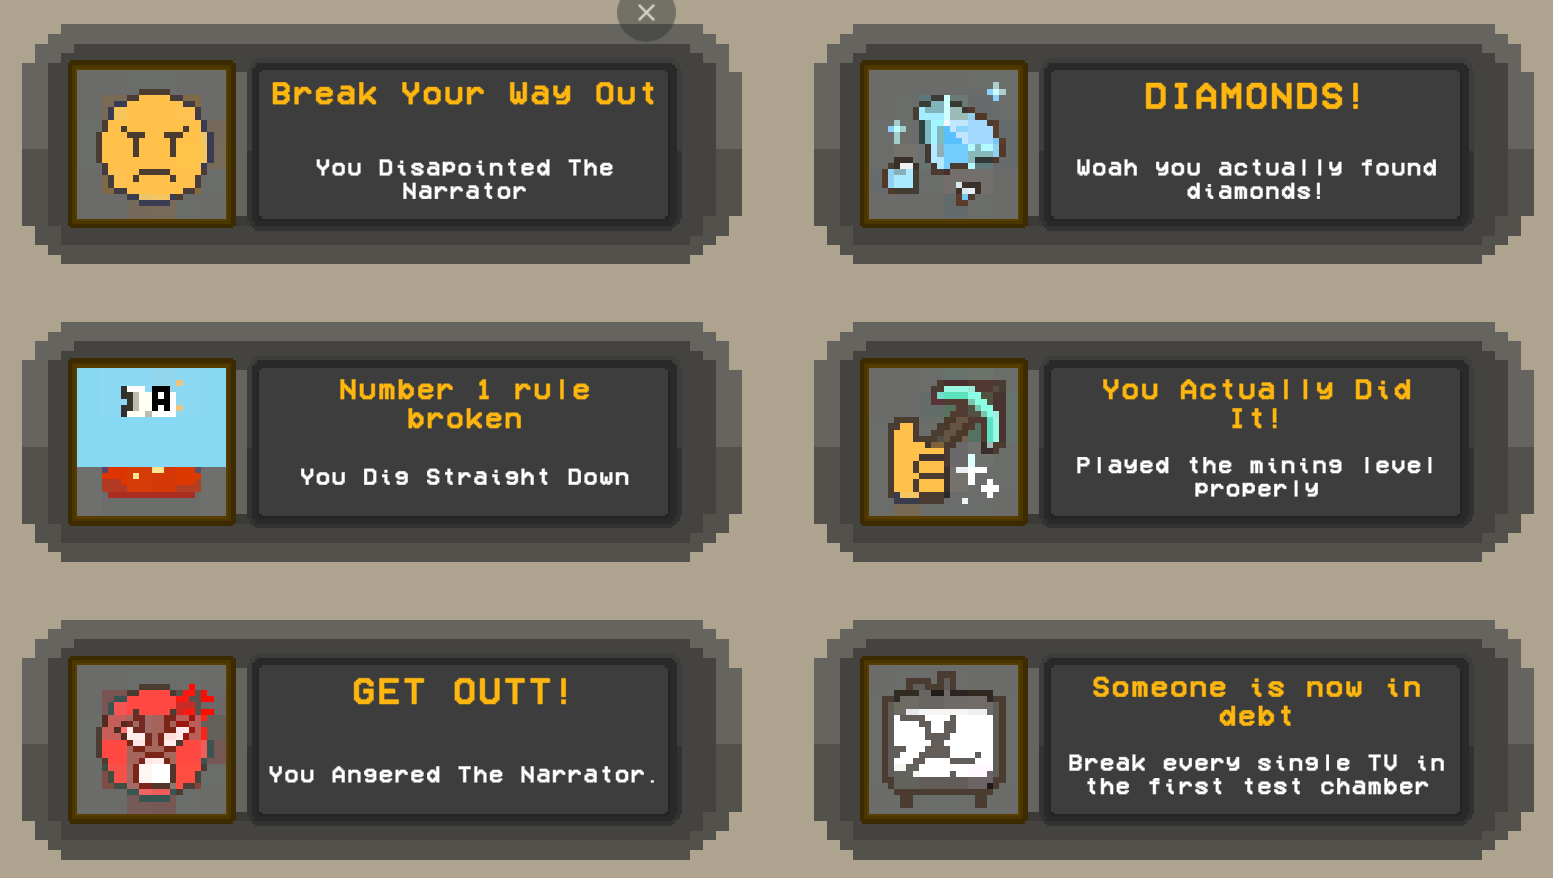 Break Your Way Out
You Disapointed The
Narrator
DIAMONDS!
Woah you actually found
diamonds!
A
Number 1 rule
broken
You Dig Straight Down
You Actually Did
It!
Played the mining level
properly
GET OUTT!
You Angered The Narrator.
Someone is now in
debt
Break every single TV in
the first test chamber